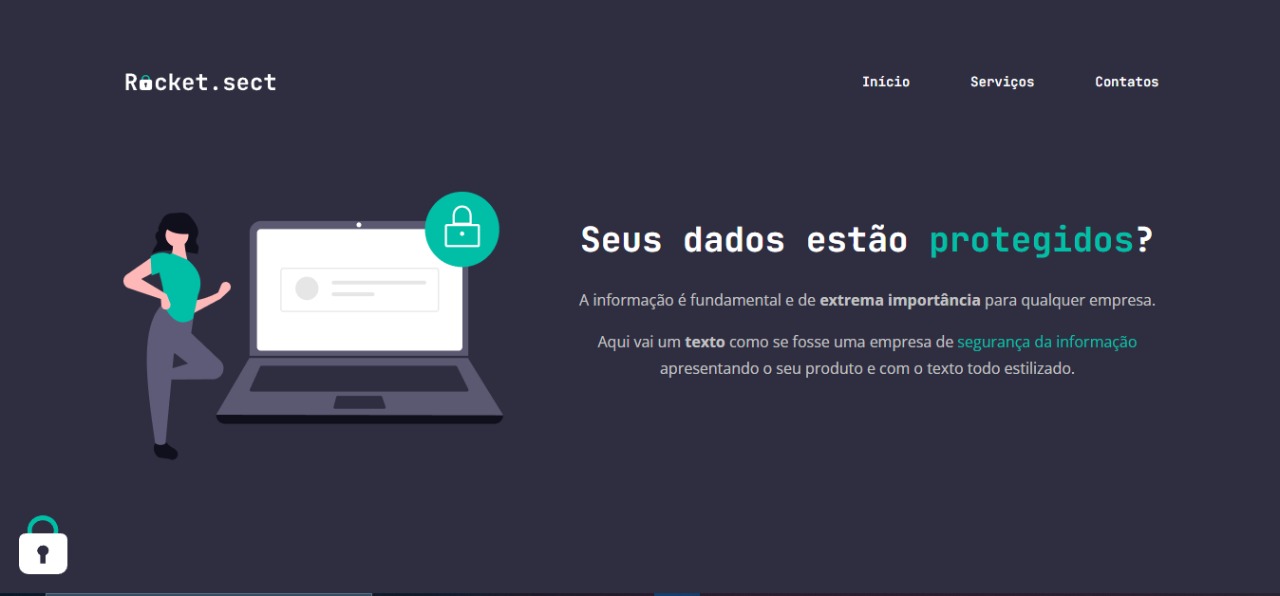 Rocket.sect
Início
Serviços
Contatos
Seus dados estão protegidos?
A informação é fundamental e de extrema importância para qualquer empresa.
Aqui vai um texto como se fosse uma empresa de segurança da informação
apresentando o seu produto e com o texto todo estilizado.